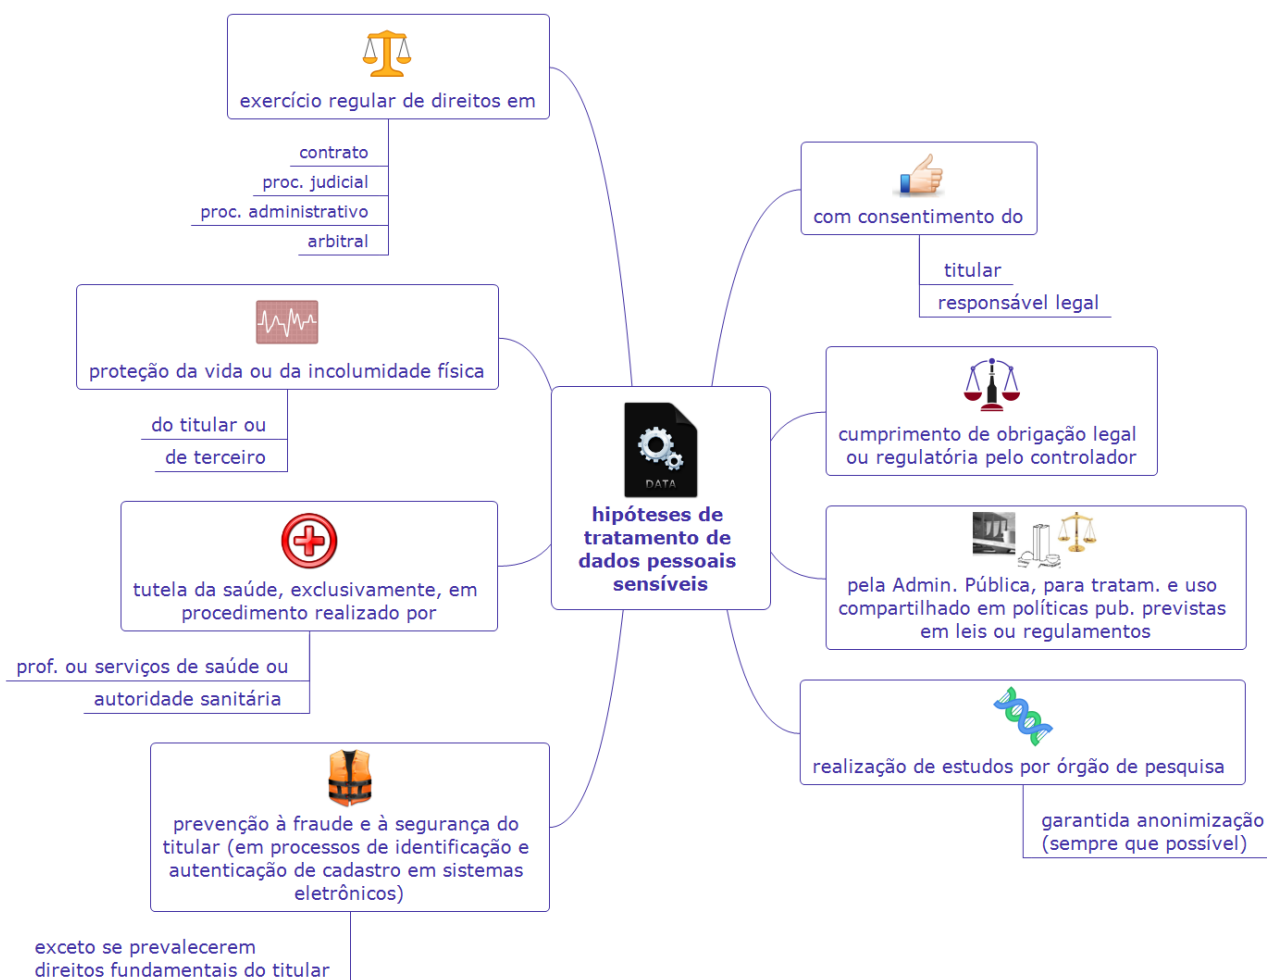 exercício regular de direitos em
contrato
proc. judicial
proc. administrativo
arbitral
com consentimento do
titular
responsável legal
proteção da vida ou da incolumidade física
do titular ou
de terceiro
cumprimento de obrigação legal
ou regulatória pelo controlador
DATA
hipóteses de
tratamento de
dados pessoais
sensíveis
tutela da saúde, exclusivamente, em
procedimento realizado por
prof. ou serviços de saúde ou
autoridade sanitária
pela Admin. Pública, para tratam. e uso
compartilhado em políticas pub. previstas
em leis ou regulamentos
realização de estudos por órgão de pesquisa
garantida anonimização
(sempre que possível)
prevenção à fraude e à segurança do
titular (em processos de identificação e
autenticação de cadastro em sistemas
eletrônicos)
exceto se prevalecerem
direitos fundamentais do titular